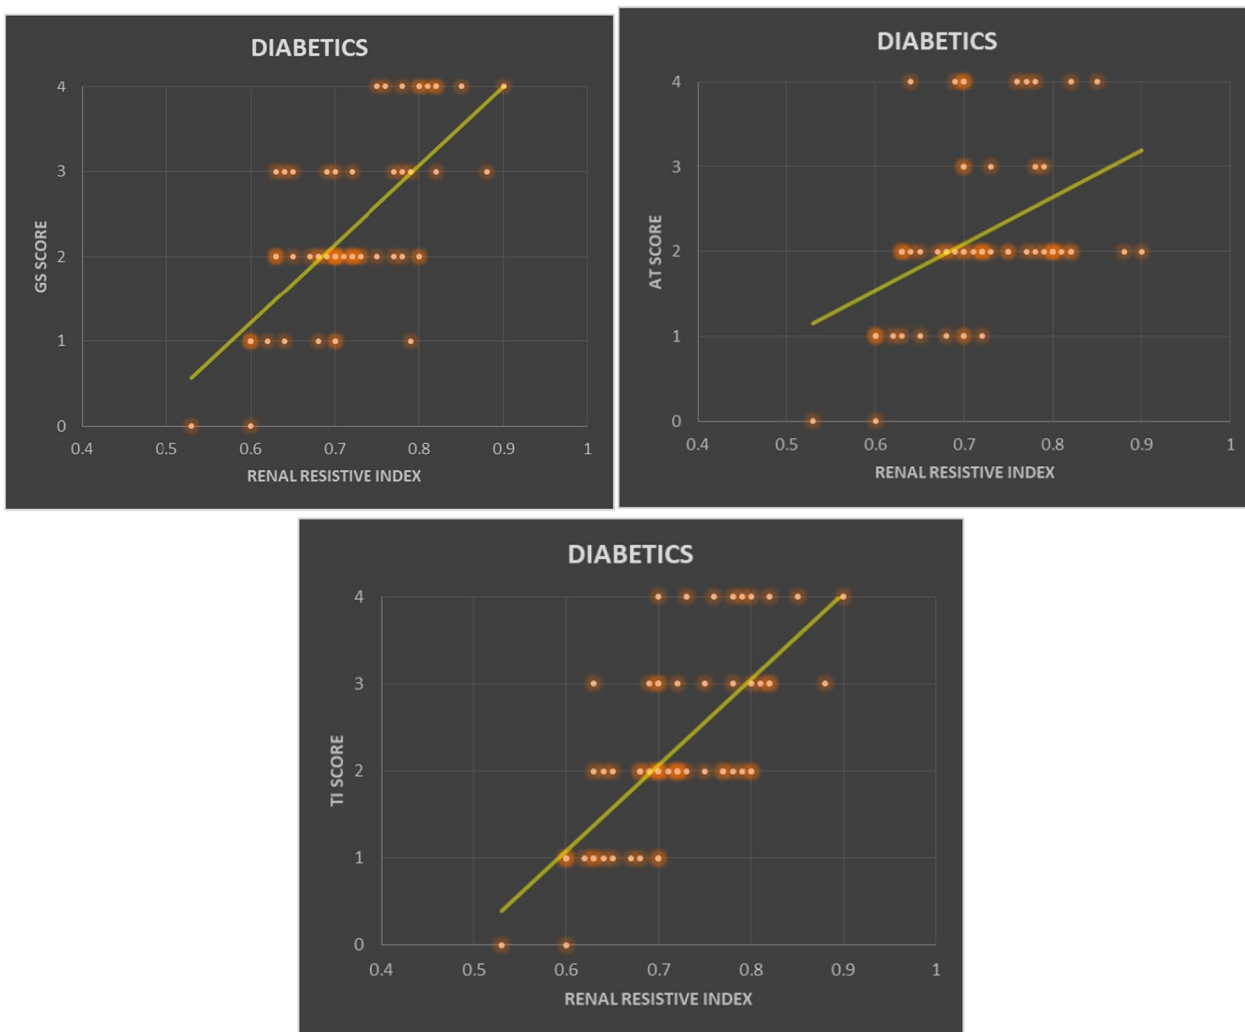 DIABETICS
GS SCORE
4
3
2
1
0
0.4 0.5 0.6 0.7 0.8 0.9 1
RENAL RESISTIVE INDEX
DIABETICS
AT SCORE
4
3
2
1
0
0.4 0.5 0.6 0.7 0.8 0.9 1
RENAL RESISTIVE INDEX
DIABETICS
TI SCORE
4
3
2
1
0
0.4 0.5 0.6 0.7 0.8 0.9 1
RENAL RESISTIVE INDEX